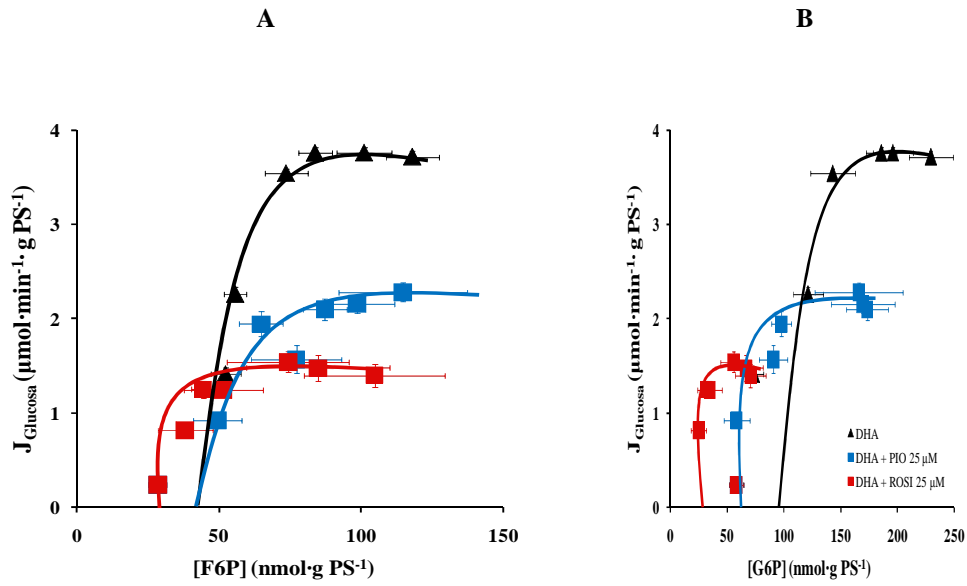 A
B
J Glucosa (µmol·min⁻¹· g PS⁻¹)
4
3
2
1
0
0
50
100
150
[F6P] (nmol·g PS⁻¹)
J Glucosa (µmol·min⁻¹· g PS⁻¹)
4
3
2
1
0
0
50
100
150
200
250
[G6P] (nmol·g PS⁻¹)
DHA
DHA + PIO 25 µM
DHA + ROSI 25 µM